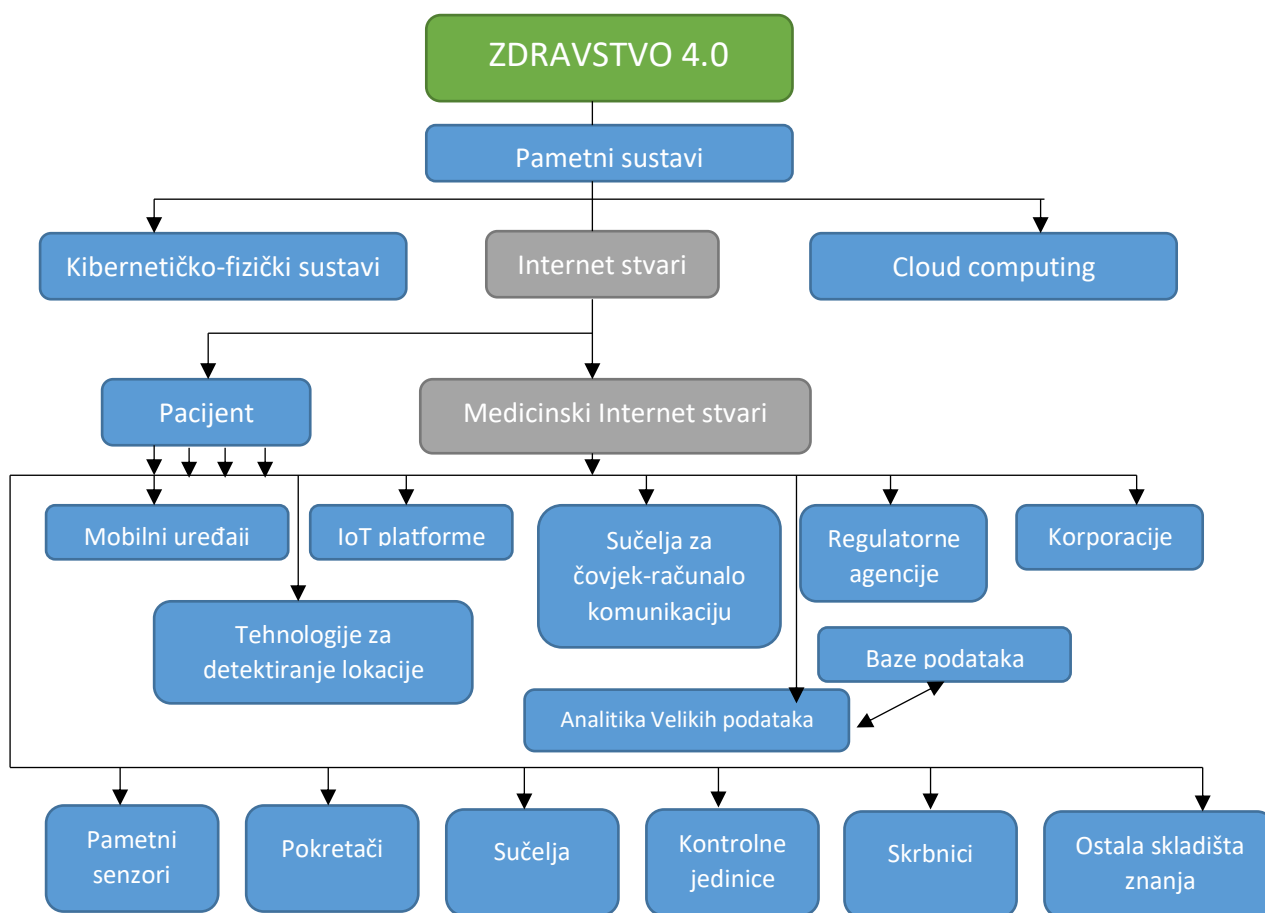 ZDRAVSTVO 4.0
Pametni sustavi
Kibernetičko-fizički sustavi
Internet stvari
Cloud computing
Pacijent
Medicinski Internet stvari
Mobilni uređaji
IoT platforme
Sučelja za
čovjek-računalo
komunikaciju
Regulatorne
agencije
Korporacije
Tehnologije za
detektiranje lokacije
Baze podataka
Analitika Velikih podataka
Pametni
senzori
Pokretači
Sučelja
Kontrolne
jedinice
Skrbnici
Ostala skladišta
znanja